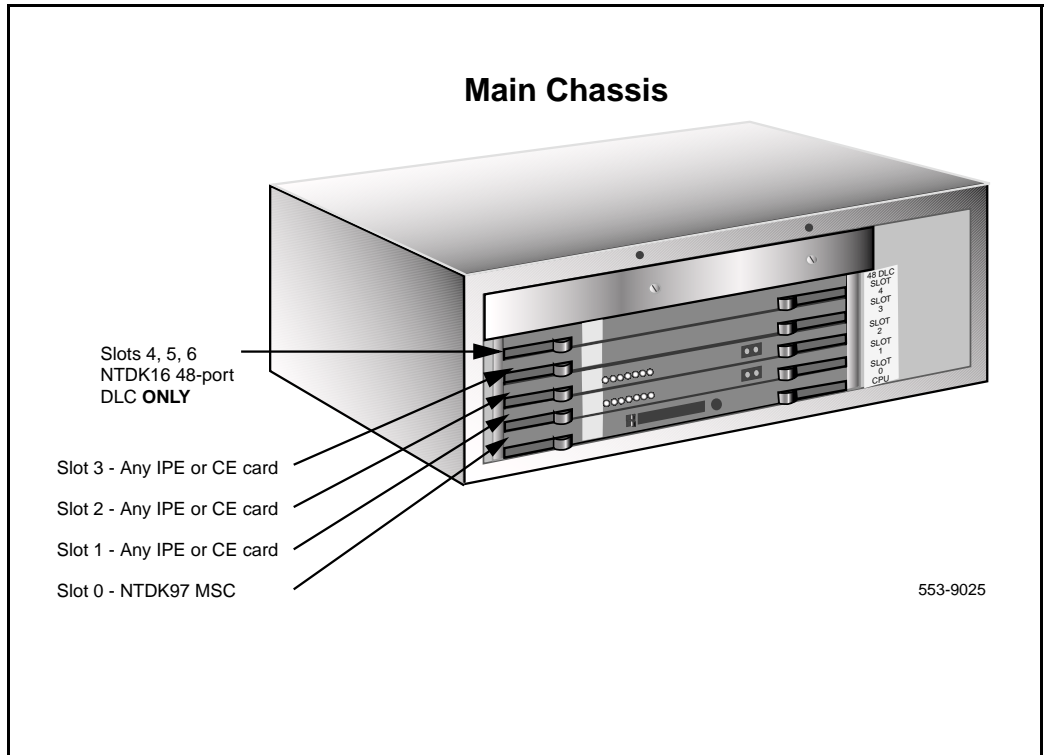 Main Chassis
48 DLC
SLOT
4
SLOT
3
SLOT
2
SLOT
1
SLOT
0
CPU
Slots 4, 5, 6
NTDK16 48-port
DLC ONLY
Slot 3 - Any IPE or CE card
Slot 2 - Any IPE or CE card
Slot 1 - Any IPE or CE card
Slot 0 - NTDK97 MSC
553-9025